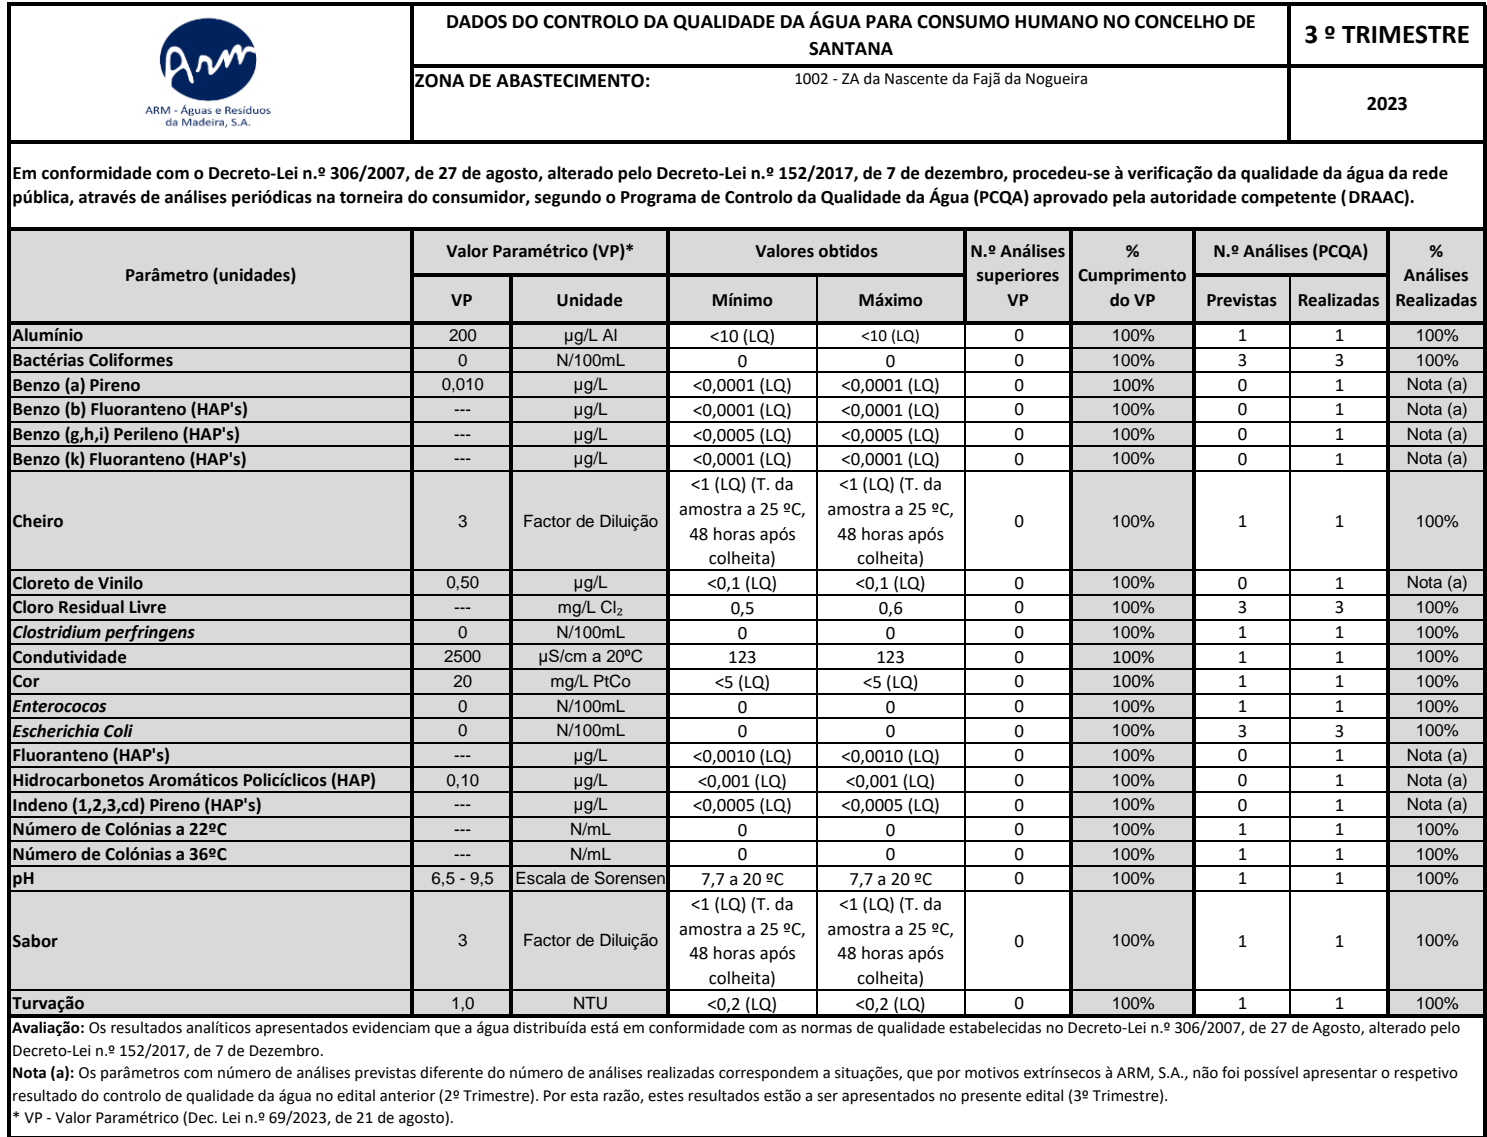 Arm
ARM - Águas e Resíduos
da Madeira, S.A.
DADOS DO CONTROLO DA QUALIDADE DA ÁGUA PARA CONSUMO HUMANO NO CONCELHO DE
SANTANA
3 º TRIMESTRE
ZONA DE ABASTECIMENTO: 1002 - ZA da Nascente da Fajã da Nogueira
2023
Em conformidade com o Decreto-Lei n.º 306/2007, de 27 de agosto, alterado pelo Decreto-Lei n.º 152/2017, de 7 de dezembro, procedeu-se à verificação da qualidade da água da rede
pública, através de análises periódicas na torneira do consumidor, segundo o Programa de Controlo da Qualidade da Água (PCQA) aprovado pela autoridade competente (DRAAC).
Parâmetro (unidades)
Valor Paramétrico (VP)*
VP Unidade
Valores obtidos
Mínimo Máximo
N.º Análises
superiores
VP
%
Cumprimento
do VP
N.º Análises (PCQA)
Previstas Realizadas
%
Análises
Realizadas
Alumínio 200 µg/L Al <10 (LQ) <10 (LQ) 0 100% 1 1 100%
Bactérias Coliformes 0 N/100mL 0 0 0 100% 3 3 100%
Benzo (a) Pireno 0,010 µg/L <0,0001 (LQ) <0,0001 (LQ) 0 100% 0 1 Nota (a)
Benzo (b) Fluoranteno (HAP's) --- µg/L <0,0001 (LQ) <0,0001 (LQ) 0 100% 0 1 Nota (a)
Benzo (g,h,i) Perileno (HAP's) --- µg/L <0,0005 (LQ) <0,0005 (LQ) 0 100% 0 1 Nota (a)
Benzo (k) Fluoranteno (HAP's) --- µg/L <0,0001 (LQ) <0,0001 (LQ) 0 100% 0 1 Nota (a)
<1 (LQ) (T. da <1 (LQ) (T. da
amostra a 25 ºC, amostra a 25 ºC,
Cheiro 3 Factor de Diluição 0 100% 1 1 100%
48 horas após 48 horas após
colheita) colheita)
Cloreto de Vinilo 0,50 µg/L <0,1 (LQ) <0,1 (LQ) 0 100% 0 1 Nota (a)
Cloro Residual Livre --- mg/L Cl₂ 0,5 0,6 0 100% 3 3 100%
Clostridium perfringens 0 N/100mL 0 0 0 100% 1 1 100%
Condutividade 2500 µS/cm a 20ºC 123 123 0 100% 1 1 100%
Cor 20 mg/L PtCo <5 (LQ) <5 (LQ) 0 100% 1 1 100%
Enterococos 0 N/100mL 0 0 0 100% 1 1 100%
Escherichia Coli 0 N/100mL 0 0 0 100% 3 3 100%
Fluoranteno (HAP's) --- µg/L <0,0010 (LQ) <0,0010 (LQ) 0 100% 0 1 Nota (a)
Hidrocarbonetos Aromáticos Policíclicos (HAP) 0,10 µg/L <0,001 (LQ) <0,001 (LQ) 0 100% 0 1 Nota (a)
Indeno (1,2,3,cd) Pireno (HAP's) --- µg/L <0,0005 (LQ) <0,0005 (LQ) 0 100% 0 1 Nota (a)
Número de Colónias a 22ºC --- N/mL 0 0 0 100% 1 1 100%
Número de Colónias a 36ºC --- N/mL 0 0 0 100% 1 1 100%
pH 6,5 - 9,5 Escala de Sorensen 7,7 a 20 ºC 7,7 a 20 ºC 0 100% 1 1 100%
<1 (LQ) (T. da <1 (LQ) (T. da
amostra a 25 ºC, amostra a 25 ºC,
Sabor 3 Factor de Diluição 0 100% 1 1 100%
48 horas após 48 horas após
colheita) colheita)
Turvação 1,0 NTU <0,2 (LQ) <0,2 (LQ) 0 100% 1 1 100%
Avaliação: Os resultados analíticos apresentados evidenciam que a água distribuída está em conformidade com as normas de qualidade estabelecidas no Decreto-Lei n.º 306/2007, de 27 de Agosto, alterado pelo
Decreto-Lei n.º 152/2017, de 7 de Dezembro.
Nota (a): Os parâmetros com número de análises previstas diferente do número de análises realizadas correspondem a situações, que por motivos extrínsecos à ARM, S.A., não foi possível apresentar o respetivo
resultado do controlo de qualidade da água no edital anterior (2º Trimestre). Por esta razão, estes resultados estão a ser apresentados no presente edital (3º Trimestre).
* VP - Valor Paramétrico (Dec. Lei n.º 69/2023, de 21 de agosto).